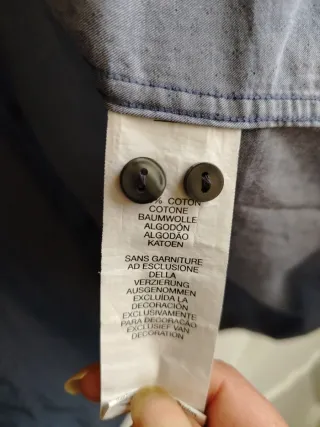 % COTON
COTONE
BAUMWOLLE
ALGODÓN
ALGODÃO
KATOEN
SANS GARNITURE
AD ESCLUSIONE
DELLA
VERZIERUNG
AUSGENOMMEN
EXCLUÍDA LA
DECORACIÓN
EXCLUSIVAMENTE
PARA DECORAÇÃO
EXCLUSIEF VAN
DECORATION